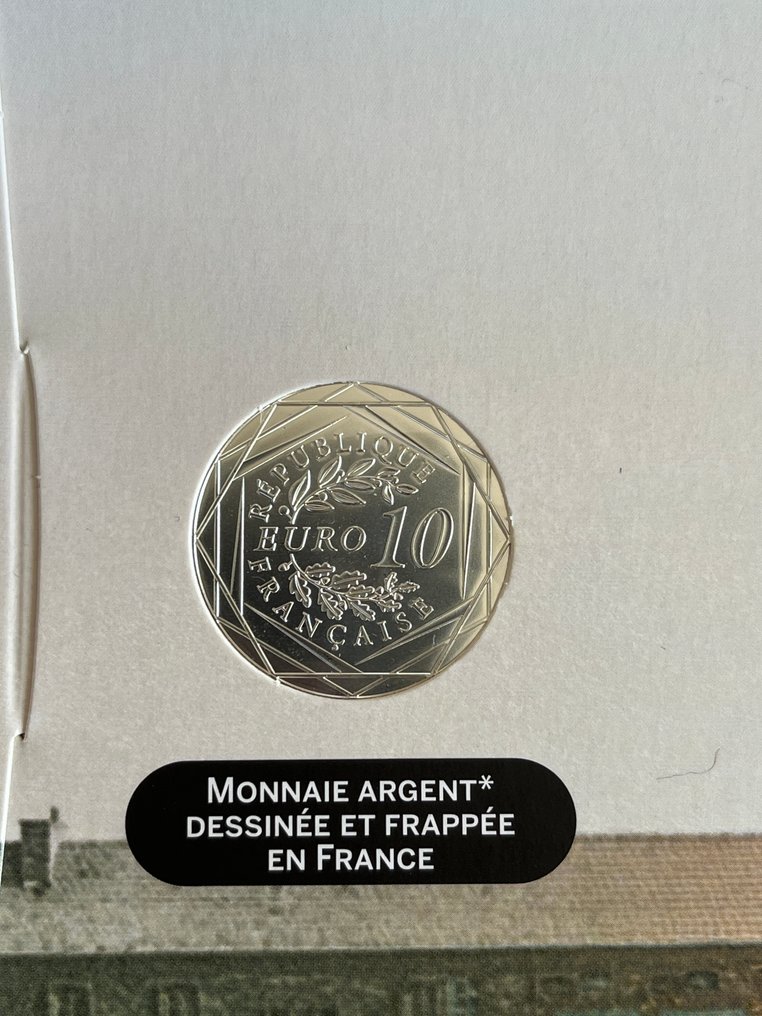 RÉPUBLIQUE
EURO 10
FRANÇAISE
MONNAIE ARGENT*
DESSINÉE ET FRAPPÉE
EN FRANCE